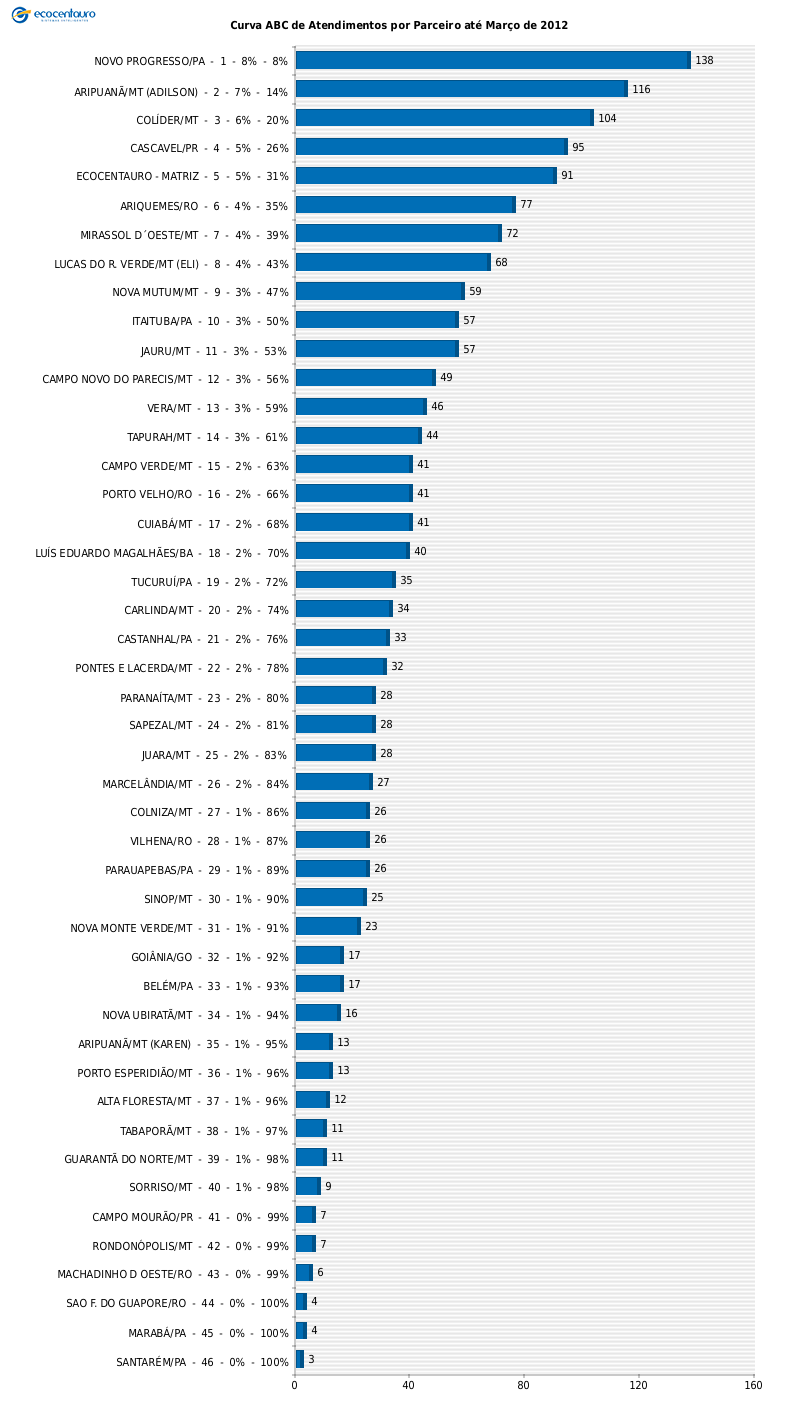 ecocentauro
Curva ABC de Atendimentos por Parceiro até Março de 2012
NOVO PROGRESSO/PA - 1 - 8% - 8% 138
ARIPUANÃ/MT (ADILSON) - 2 - 7% - 14% 116
COLÍDER/MT - 3 - 6% - 20% 104
CASCAVEL/PR - 4 - 5% - 26% 95
ECOCENTAURO - MATRIZ - 5 - 5% - 31% 91
ARIQUEMES/RO - 6 - 4% - 35% 77
MIRASSOL D´OESTE/MT - 7 - 4% - 39% 72
LUCAS DO R. VERDE/MT (ELI) - 8 - 4% - 43% 68
NOVA MUTUM/MT - 9 - 3% - 47% 59
ITAITUBA/PA - 10 - 3% - 50% 57
JAURU/MT - 11 - 3% - 53% 57
CAMPO NOVO DO PARECIS/MT - 12 - 3% - 56% 49
VERA/MT - 13 - 3% - 59% 46
TAPURAH/MT - 14 - 3% - 61% 44
CAMPO VERDE/MT - 15 - 2% - 63% 41
PORTO VELHO/RO - 16 - 2% - 66% 41
CUIABÁ/MT - 17 - 2% - 68% 41
LUÍS EDUARDO MAGALHÃES/BA - 18 - 2% - 70% 40
TUCURUÍ/PA - 19 - 2% - 72% 35
CARLINDA/MT - 20 - 2% - 74% 34
CASTANHAL/PA - 21 - 2% - 76% 33
PONTES E LACERDA/MT - 22 - 2% - 78% 32
PARANAÍTA/MT - 23 - 2% - 80% 28
SAPEZAL/MT - 24 - 2% - 81% 28
JUARA/MT - 25 - 2% - 83% 28
MARCELÂNDIA/MT - 26 - 2% - 84% 27
COLNIZA/MT - 27 - 1% - 86% 26
VILHENA/RO - 28 - 1% - 87% 26
PARAUAPEBAS/PA - 29 - 1% - 89% 26
SINOP/MT - 30 - 1% - 90% 25
NOVA MONTE VERDE/MT - 31 - 1% - 91% 23
GOIÂNIA/GO - 32 - 1% - 92% 17
BELÉM/PA - 33 - 1% - 93% 17
NOVA UBIRATÃ/MT - 34 - 1% - 94% 16
ARIPUANÃ/MT (KAREN) - 35 - 1% - 95% 13
PORTO ESPERIDIÃO/MT - 36 - 1% - 96% 13
ALTA FLORESTA/MT - 37 - 1% - 96% 12
TABAPORÃ/MT - 38 - 1% - 97% 11
GUARANTÃ DO NORTE/MT - 39 - 1% - 98% 11
SORRISO/MT - 40 - 1% - 98% 9
CAMPO MOURÃO/PR - 41 - 0% - 99% 7
RONDONÓPOLIS/MT - 42 - 0% - 99% 7
MACHADINHO D OESTE/RO - 43 - 0% - 99% 6
SAO F. DO GUAPORE/RO - 44 - 0% - 100% 4
MARABÁ/PA - 45 - 0% - 100% 4
SANTARÉM/PA - 46 - 0% - 100% 3
0 40 80 120 160